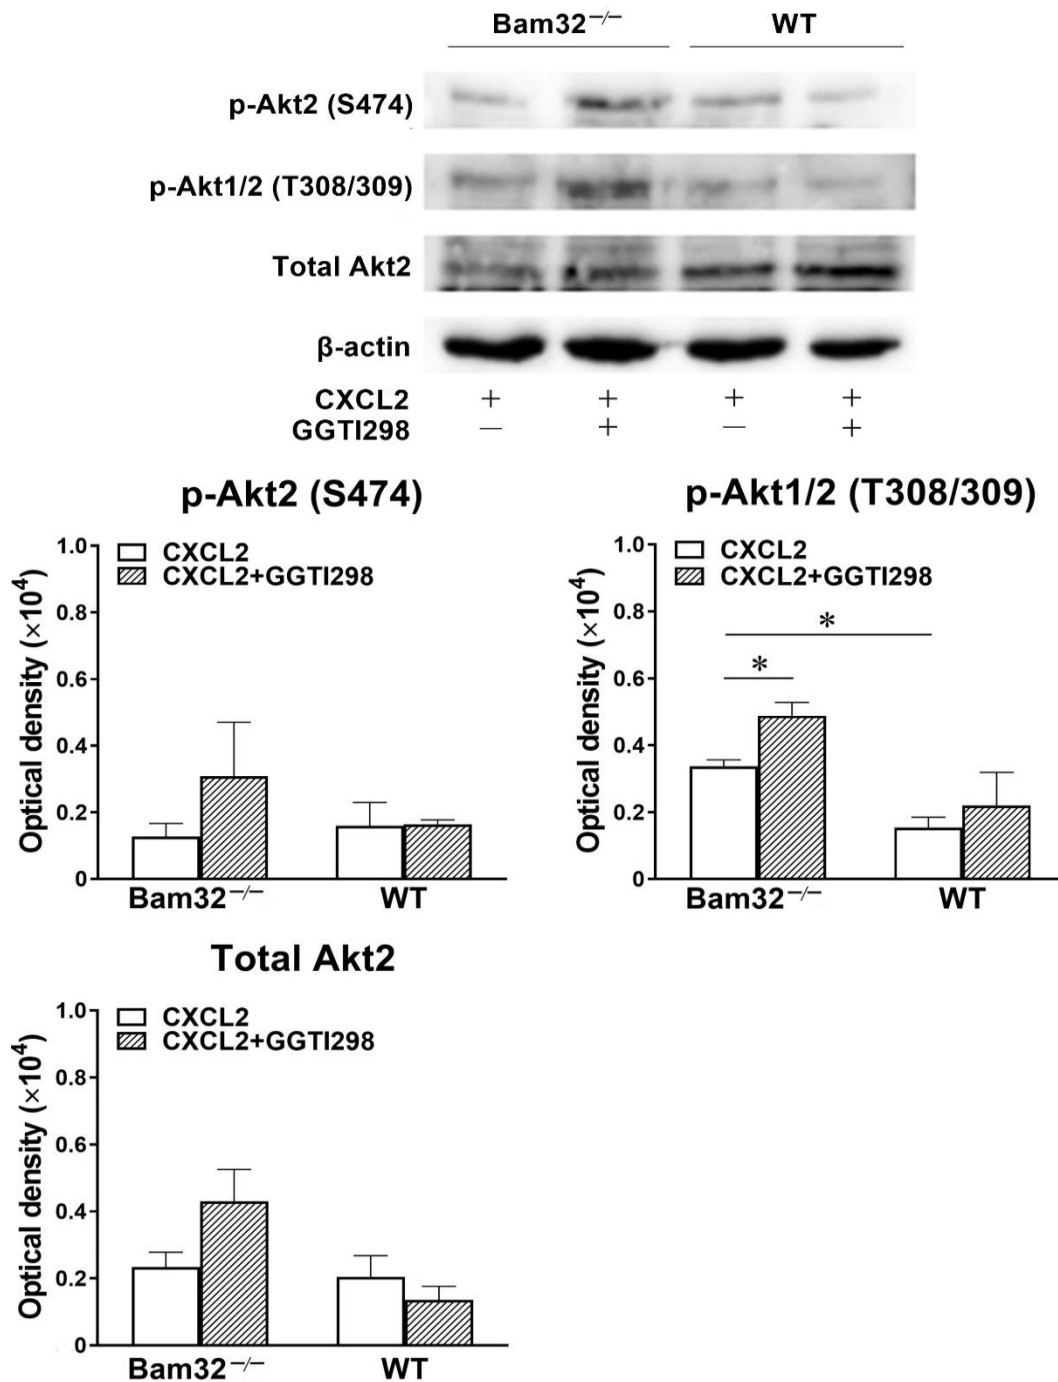 Bam32−/− WT
p-Akt2 (S474)
p-Akt1/2 (T308/309)
Total Akt2
β-actin
CXCL2 + + + +
GGTI298 — + — +
p-Akt2 (S474)
1.0
0.8
0.6
0.4
0.2
0
Optical density (×10⁴)
CXCL2
CXCL2+GGTI298
Bam32−/− WT
p-Akt1/2 (T308/309)
1.0
0.8
0.6
0.4
0.2
0
Optical density (×10⁴)
CXCL2
CXCL2+GGTI298
*
*
Bam32−/− WT
Total Akt2
1.0
0.8
0.6
0.4
0.2
0
Optical density (×10⁴)
CXCL2
CXCL2+GGTI298
Bam32−/− WT